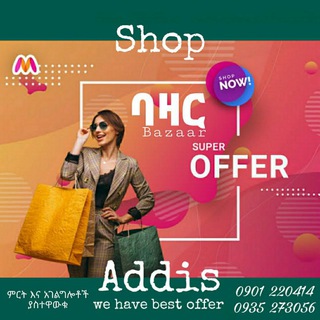 Shop
SHOP
NOW!
ባዛር
Bazaar
SUPER
OFFER
Addis
we have best offer
ምርት እና አገልግሎቶች
ያስተዋውቁ
0901 220414
0935 273056